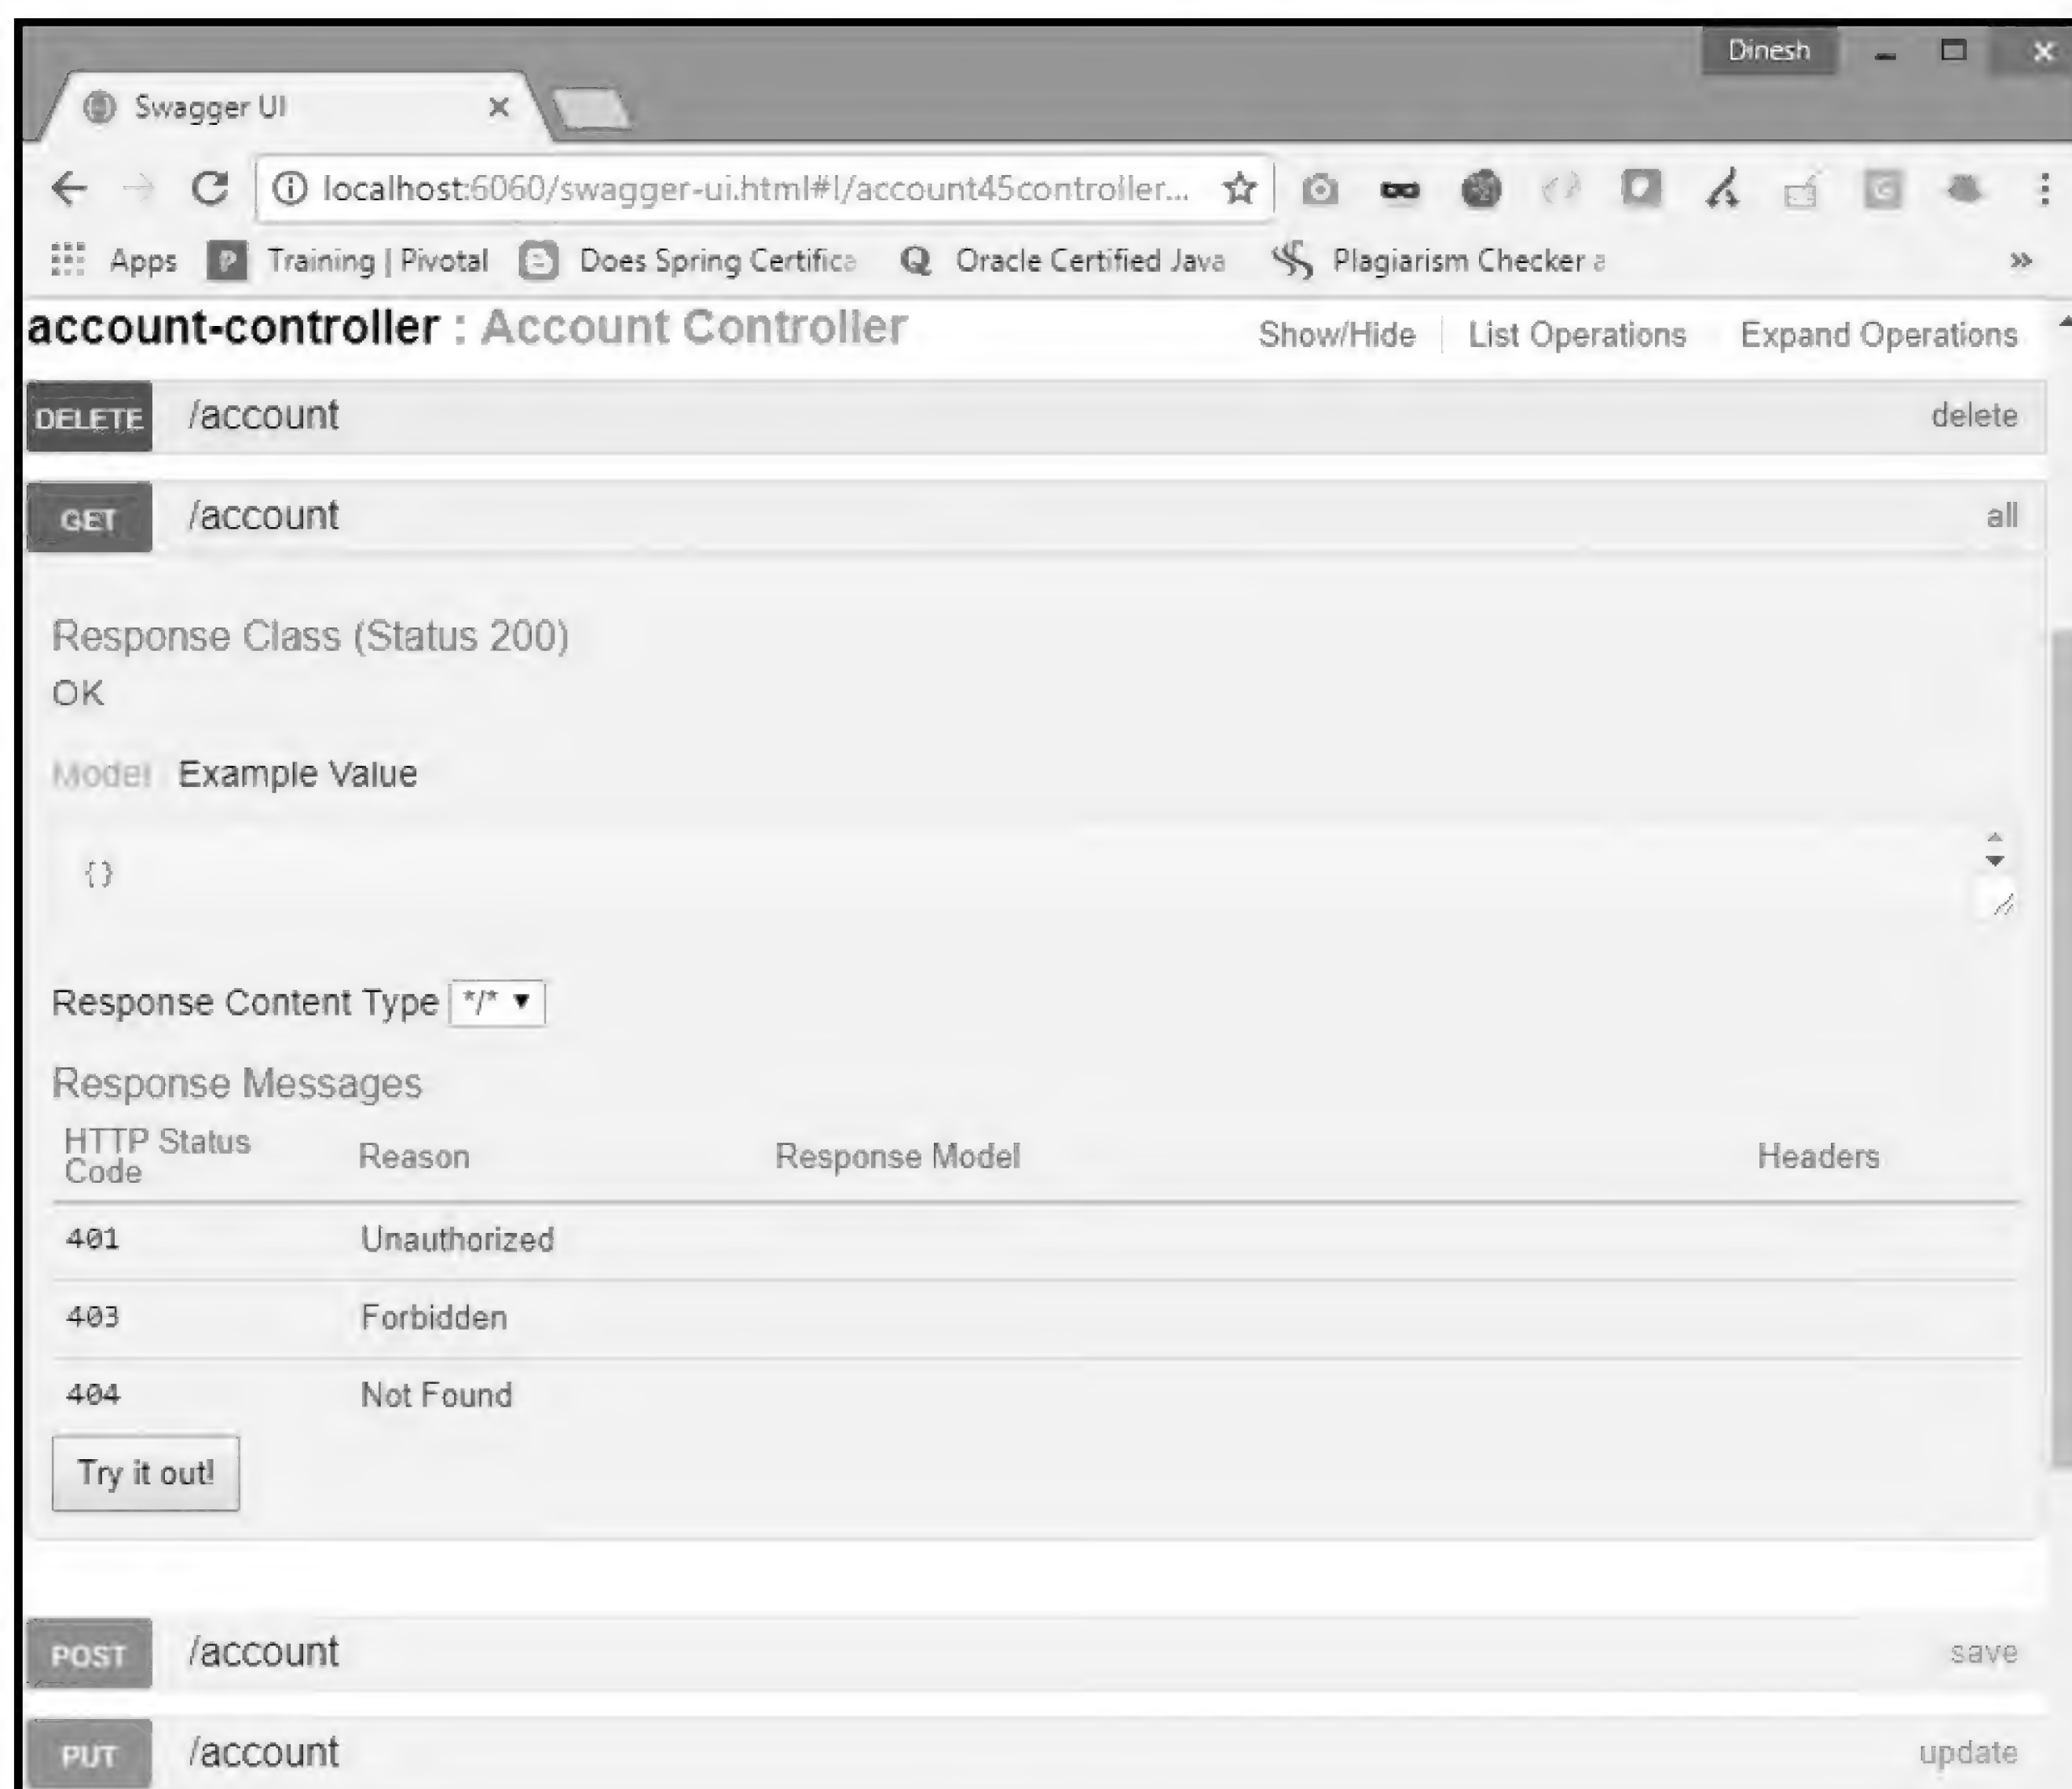 Dinesh
Swagger UI
localhost:6060/swagger-ui.html#!/account45controller...
Apps Training | Pivotal Does Spring Certifica Oracle Certified Java Plagiarism Checker a »
account-controller : Account Controller Show/Hide List Operations Expand Operations
DELETE /account delete
GET /account all
Response Class (Status 200)
OK
Model Example Value
{}
Response Content Type */*
Response Messages
HTTP Status Code Reason Response Model Headers
401 Unauthorized
403 Forbidden
404 Not Found
Try it out!
POST /account save
PUT /account update